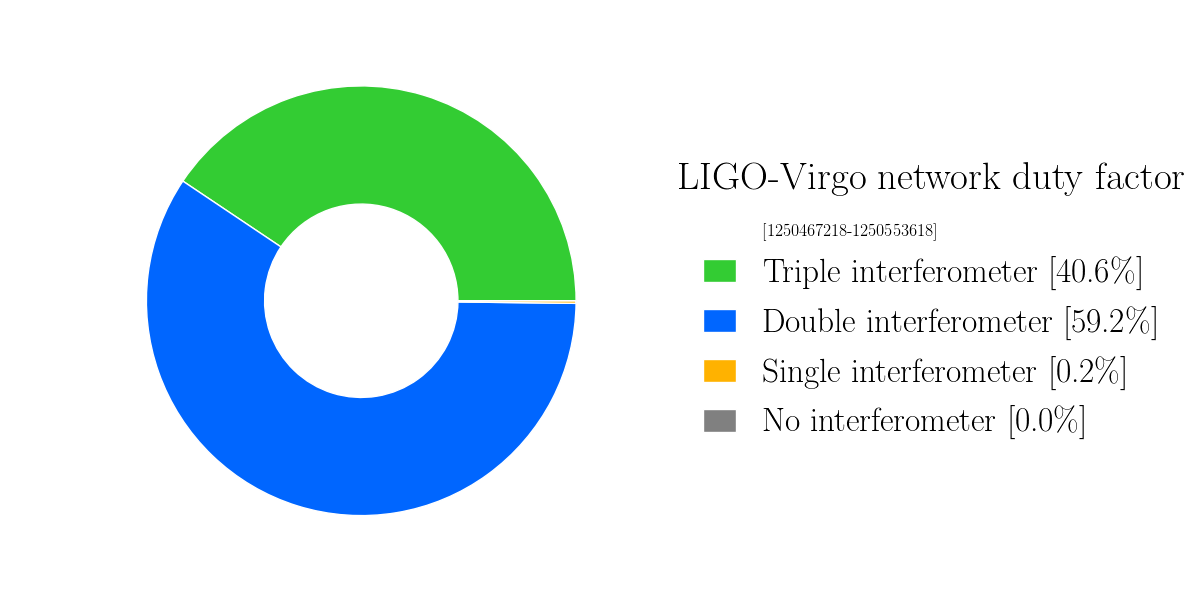 LIGO-Virgo network duty factor
[1250467218-1250553618]
Triple interferometer [40.6%]
Double interferometer [59.2%]
Single interferometer [0.2%]
No interferometer [0.0%]